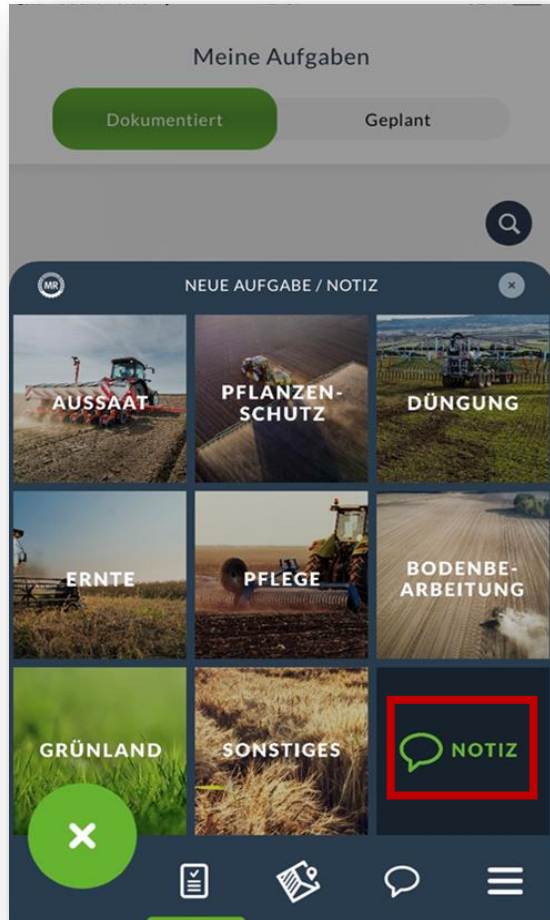 Meine Aufgaben
Dokumentiert
Geplant
MR
NEUE AUFGABE / NOTIZ
AUSSAAT
PFLANZEN-
SCHUTZ
DÜNGUNG
ERNTE
PFLEGE
BODENBE-
ARBEITUNG
GRÜNLAND
SONSTIGES
NOTIZ